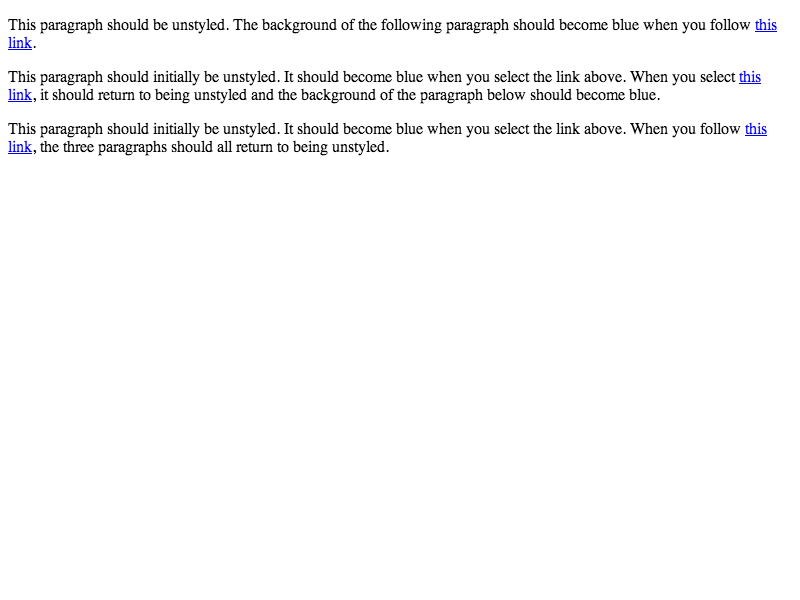 This paragraph should be unstyled. The background of the following paragraph should become blue when you follow this
link.
This paragraph should initially be unstyled. It should become blue when you select the link above. When you select this
link, it should return to being unstyled and the background of the paragraph below should become blue.
This paragraph should initially be unstyled. It should become blue when you select the link above. When you follow this
link, the three paragraphs should all return to being unstyled.